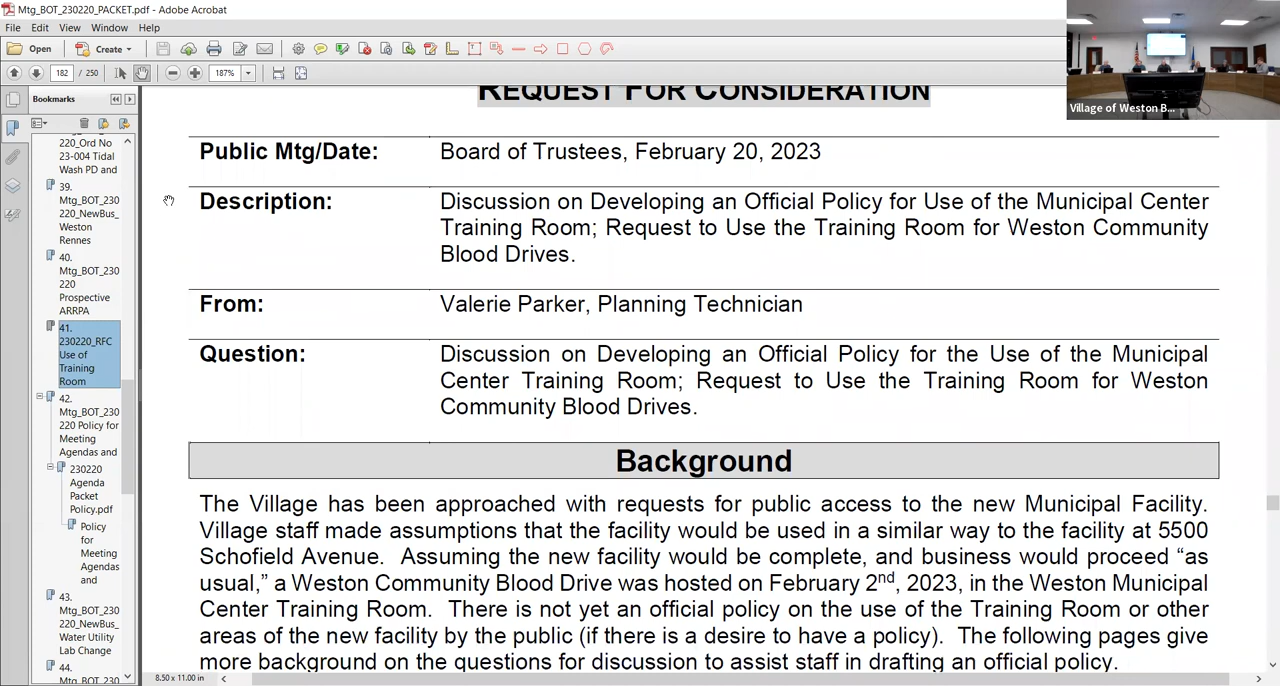 Mtg_BOT_230220_PACKET.pdf - Adobe Acrobat
File Edit View Window Help
Open Create
182 / 250 187%
Village of Weston B...
Bookmarks
220_Ord No
23-004 Tidal
Wash PD and
39.
Mtg_BOT_230
220_NewBus_
Weston
Rennes
40.
Mtg_BOT_230
220
Prospective
ARRPA
41.
230220_RFC
Use of
Training
Room
42.
Mtg_BOT_230
220 Policy for
Meeting
Agendas and
230220
Agenda
Packet
Policy.pdf
Policy
for
Meeting
Agendas
and
43.
Mtg_BOT_230
220_NewBus_
Water Utility
Lab Change
44.
Mtg_BOT_230
REQUEST FOR CONSIDERATION
Public Mtg/Date: Board of Trustees, February 20, 2023
Description: Discussion on Developing an Official Policy for Use of the Municipal Center
Training Room; Request to Use the Training Room for Weston Community
Blood Drives.
From: Valerie Parker, Planning Technician
Question: Discussion on Developing an Official Policy for the Use of the Municipal
Center Training Room; Request to Use the Training Room for Weston
Community Blood Drives.
Background
The Village has been approached with requests for public access to the new Municipal Facility.
Village staff made assumptions that the facility would be used in a similar way to the facility at 5500
Schofield Avenue. Assuming the new facility would be complete, and business would proceed “as
usual,” a Weston Community Blood Drive was hosted on February 2nd, 2023, in the Weston Municipal
Center Training Room. There is not yet an official policy on the use of the Training Room or other
areas of the new facility by the public (if there is a desire to have a policy). The following pages give
more background on the questions for discussion to assist staff in drafting an official policy.
8.50 x 11.00 in